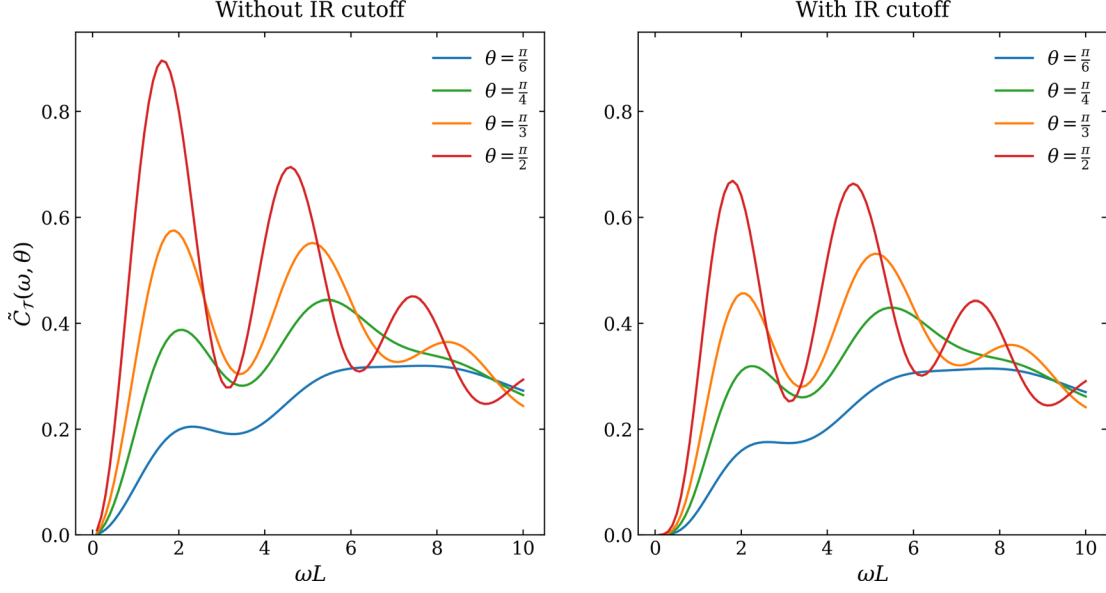 Without IR cutoff
θ = π/6
θ = π/4
θ = π/3
θ = π/2
C̃_𝒯(ω, θ)
0.8
0.6
0.4
0.2
0.0
0 2 4 6 8 10
ωL
With IR cutoff
θ = π/6
θ = π/4
θ = π/3
θ = π/2
0.8
0.6
0.4
0.2
0.0
0 2 4 6 8 10
ωL